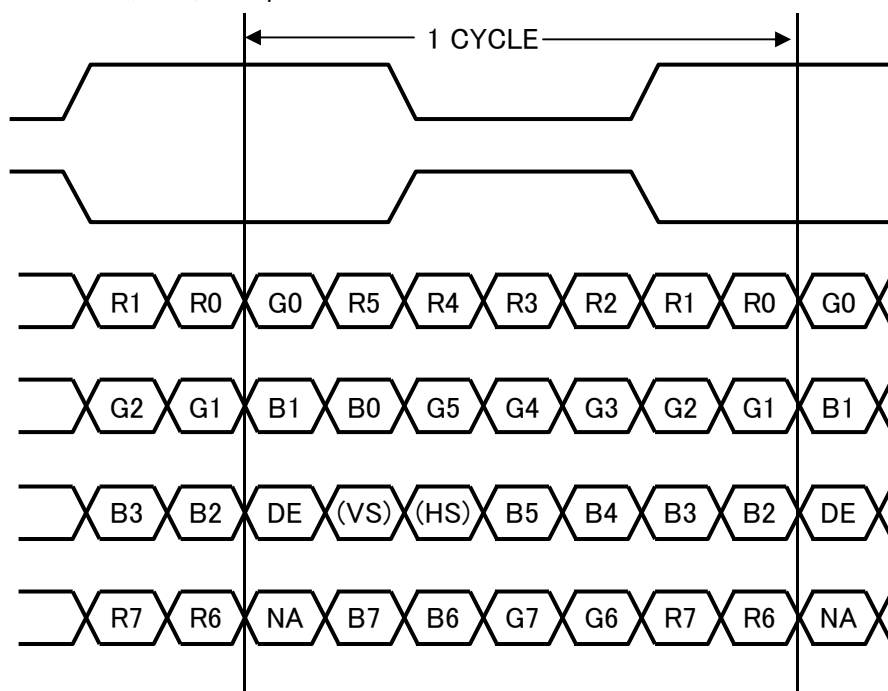 1 CYCLE
R1 R0 G0 R5 R4 R3 R2 R1 R0 G0
G2 G1 B1 B0 G5 G4 G3 G2 G1 B1
B3 B2 DE (VS) (HS) B5 B4 B3 B2 DE
R7 R6 NA B7 B6 G7 G6 R7 R6 NA